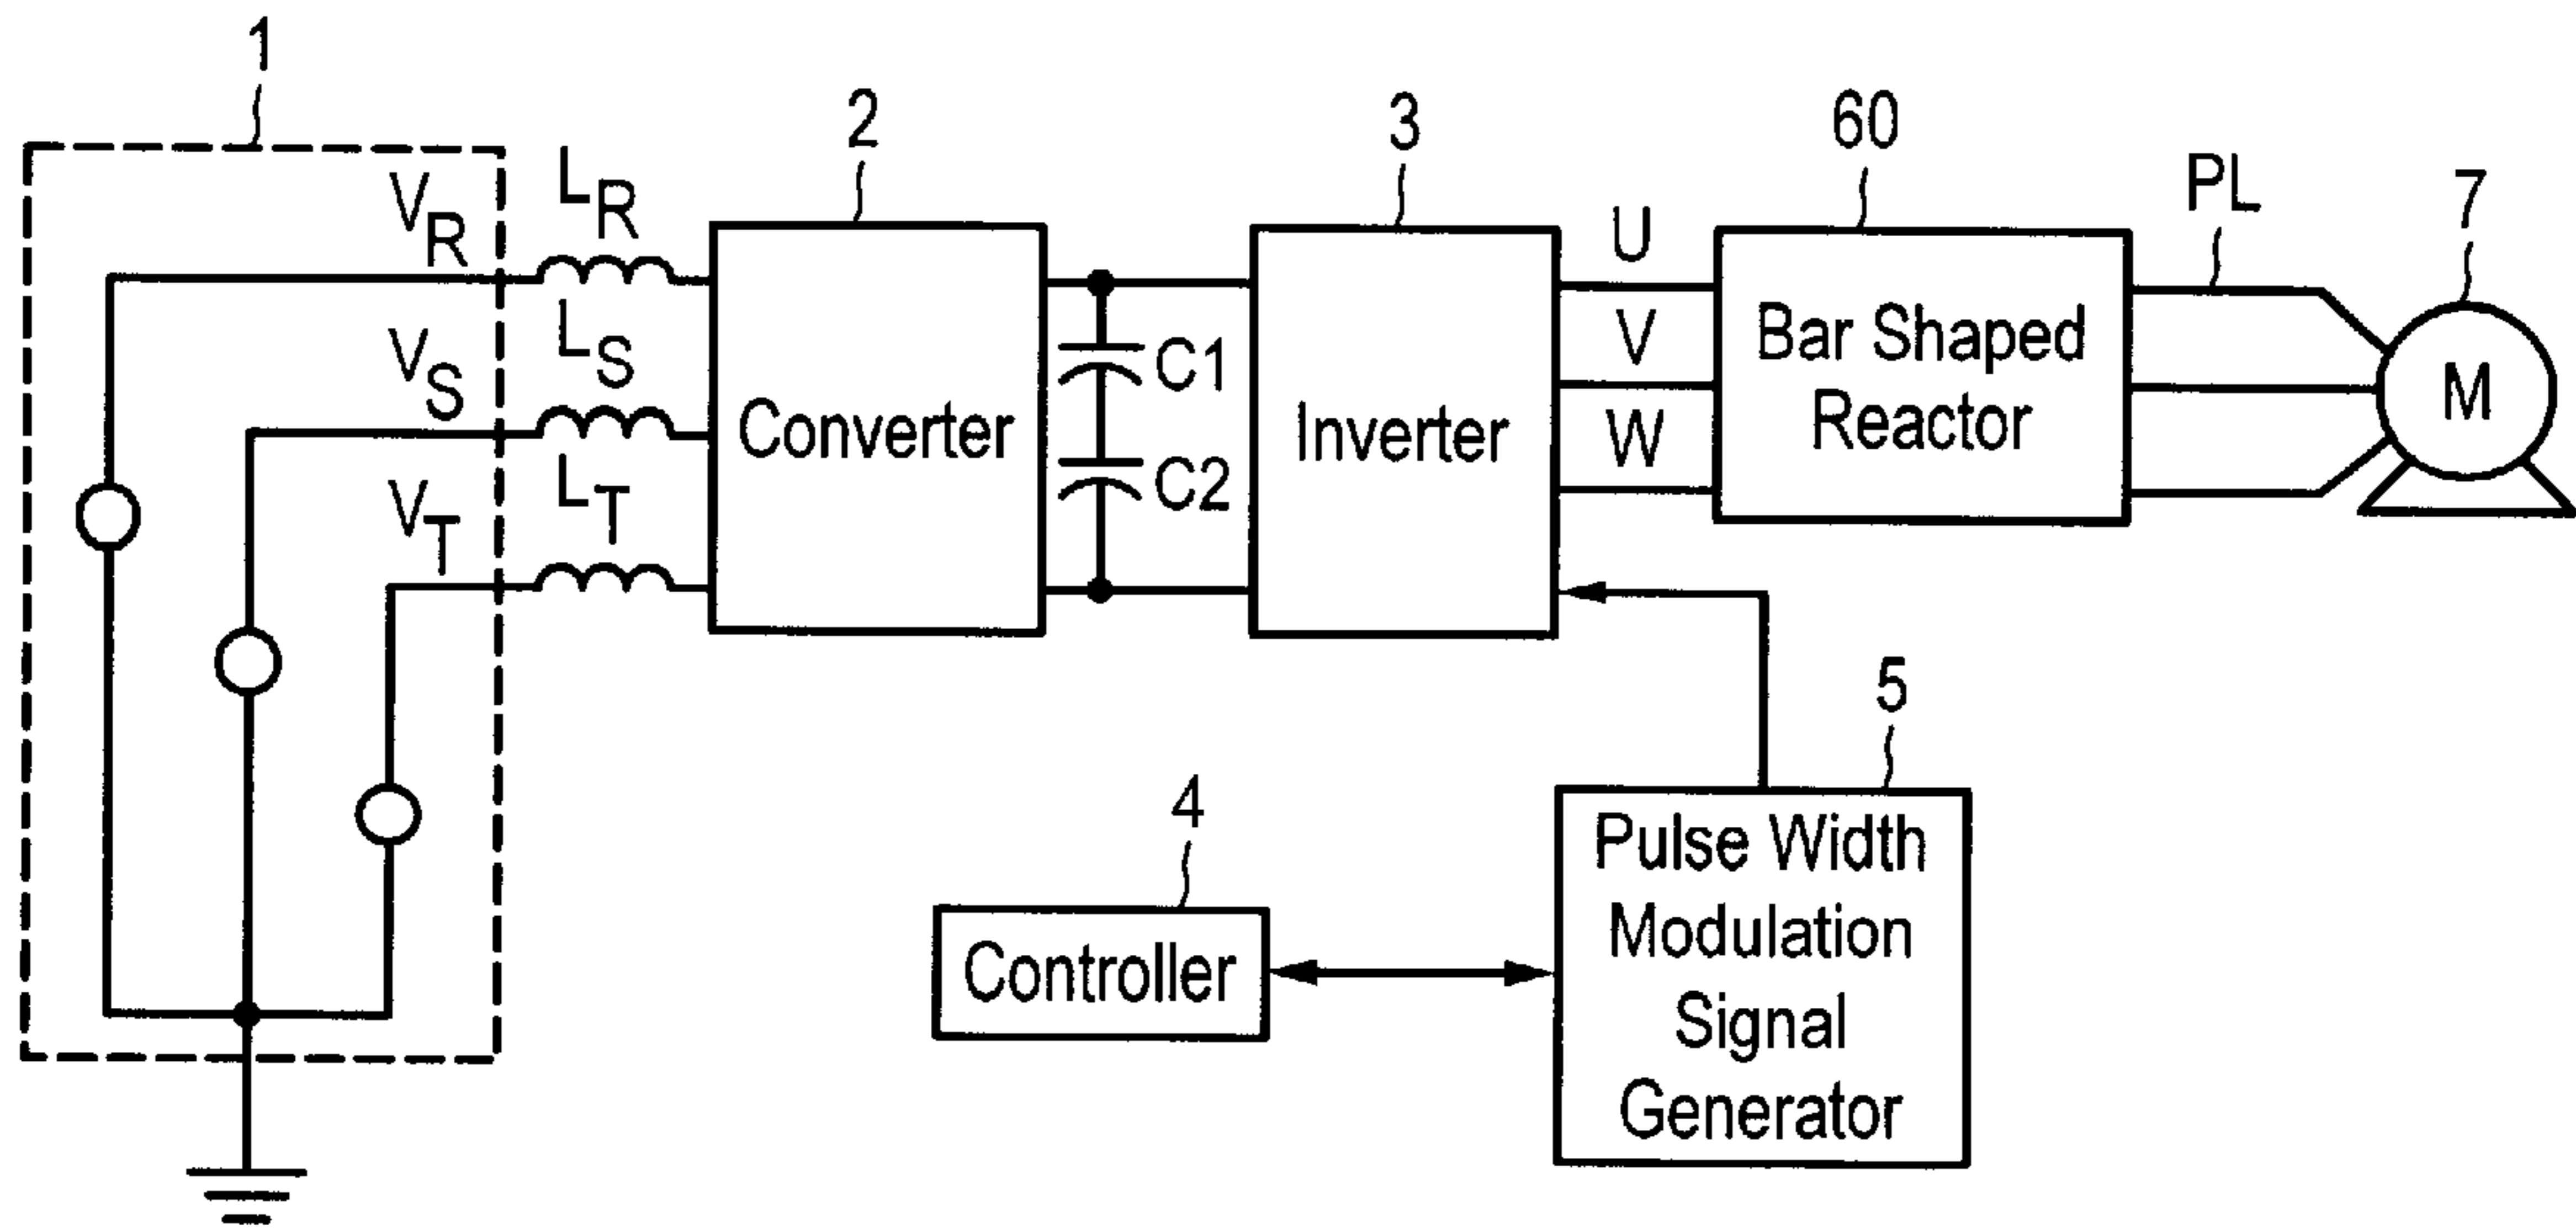 1
2
3
60
PL
7
V_R
L_R
V_S
L_S
V_T
L_T
Converter
C1
C2
Inverter
U
V
W
Bar Shaped
Reactor
M
4
Controller
5
Pulse Width
Modulation
Signal
Generator